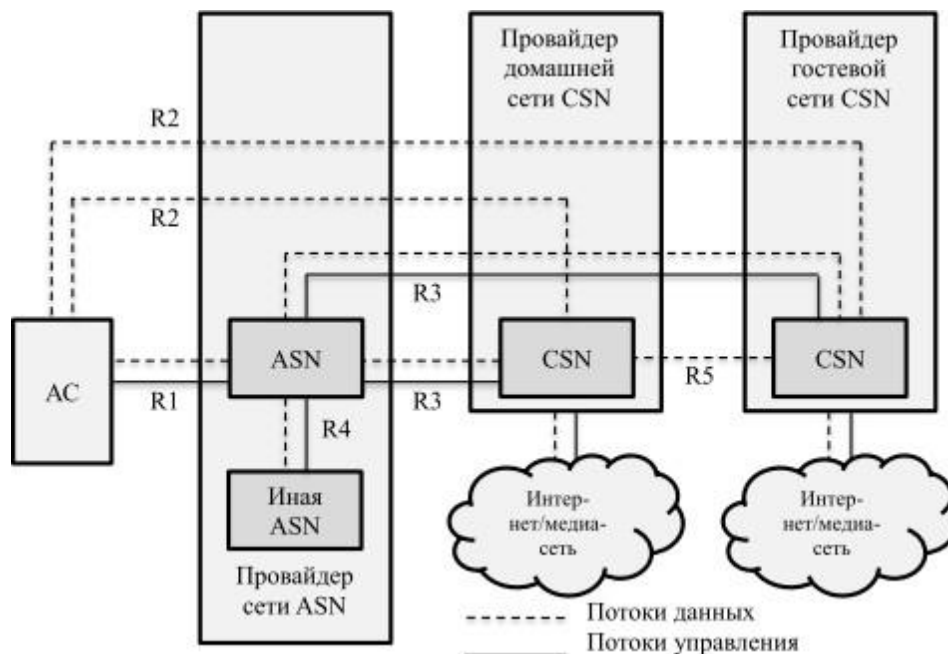 Провайдер
домашней
сети CSN
Провайдер
гостевой
сети CSN
R2
R2
R3
АС
ASN
CSN
CSN
R1
R3
R5
R4
Иная
ASN
Интер-
нет/медиа-
сеть
Интер-
нет/медиа-
сеть
Провайдер
сети ASN
Потоки данных
Потоки управления